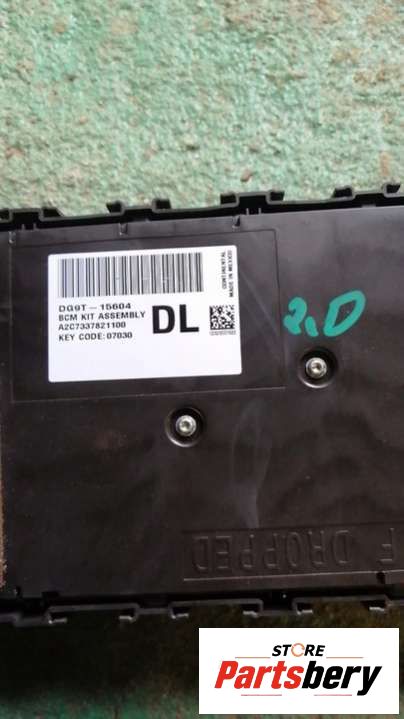 DG9T-15604
BCM KIT ASSEMBLY
A2C7337821100
KEY CODE:07030
DL
CONTINENTAL
MADE IN MEXICO
2.0
F DROPPED
STORE
Partsbery